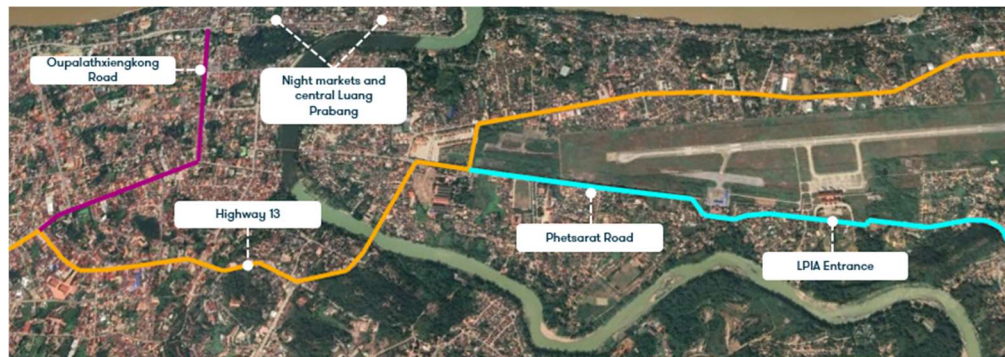 Oupalathxiengkong
Road
Night markets and
central Luang
Prabang
Highway 13
Phetsarat Road
LPIA Entrance